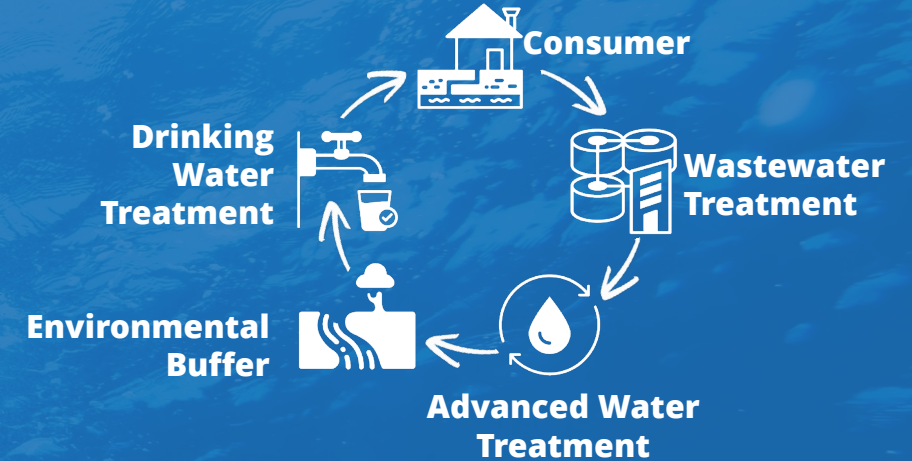 Consumer
Wastewater
Treatment
Advanced Water
Treatment
Environmental
Buffer
Drinking
Water
Treatment